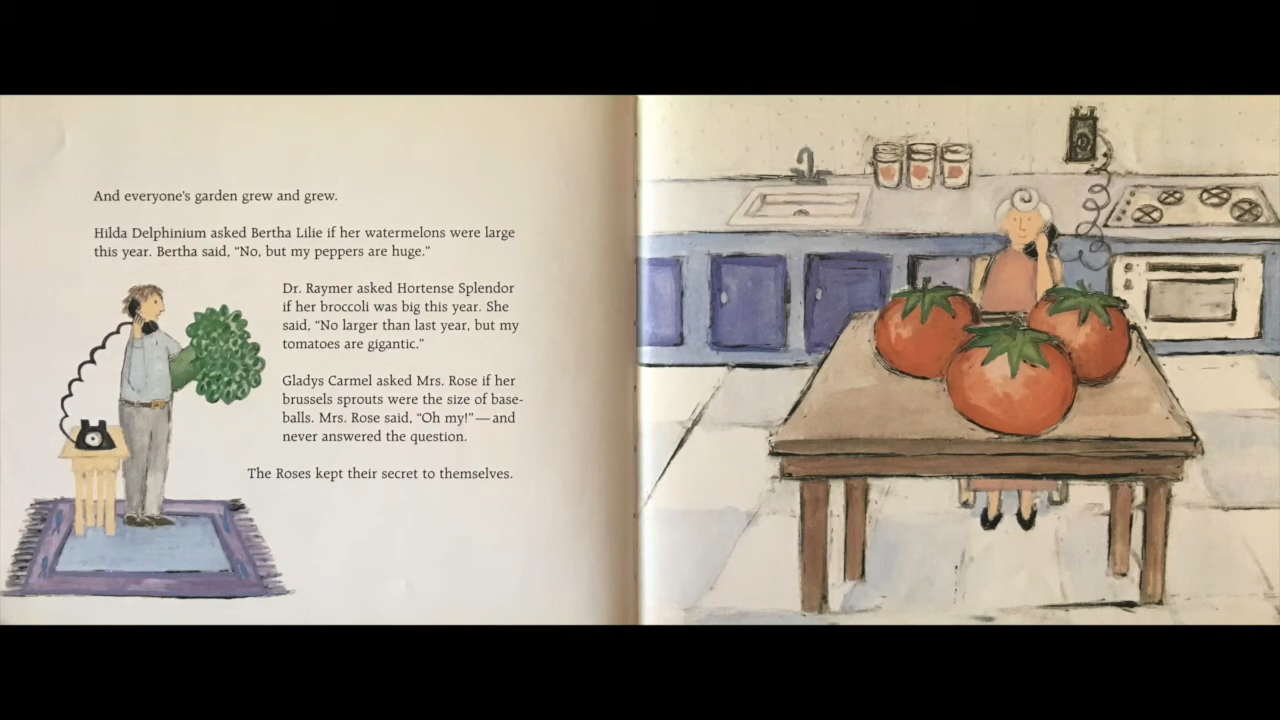 And everyone's garden grew and grew.
Hilda Delphinium asked Bertha Lilie if her watermelons were large
this year. Bertha said, “No, but my peppers are huge.”
Dr. Raymer asked Hortense Splendor
if her broccoli was big this year. She
said, “No larger than last year, but my
tomatoes are gigantic.”
Gladys Carmel asked Mrs. Rose if her
brussels sprouts were the size of base-
balls. Mrs. Rose said, “Oh my!”—and
never answered the question.
The Roses kept their secret to themselves.